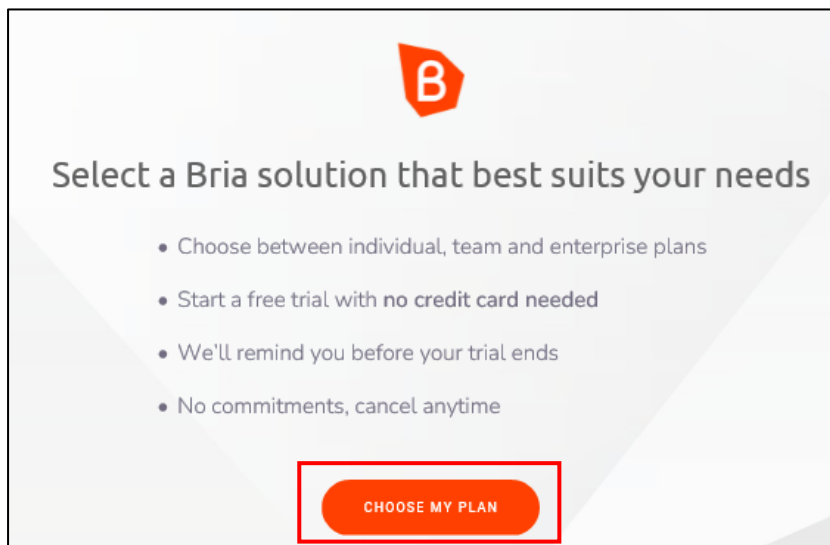 B
Select a Bria solution that best suits your needs
• Choose between individual, team and enterprise plans
• Start a free trial with no credit card needed
• We'll remind you before your trial ends
• No commitments, cancel anytime
CHOOSE MY PLAN